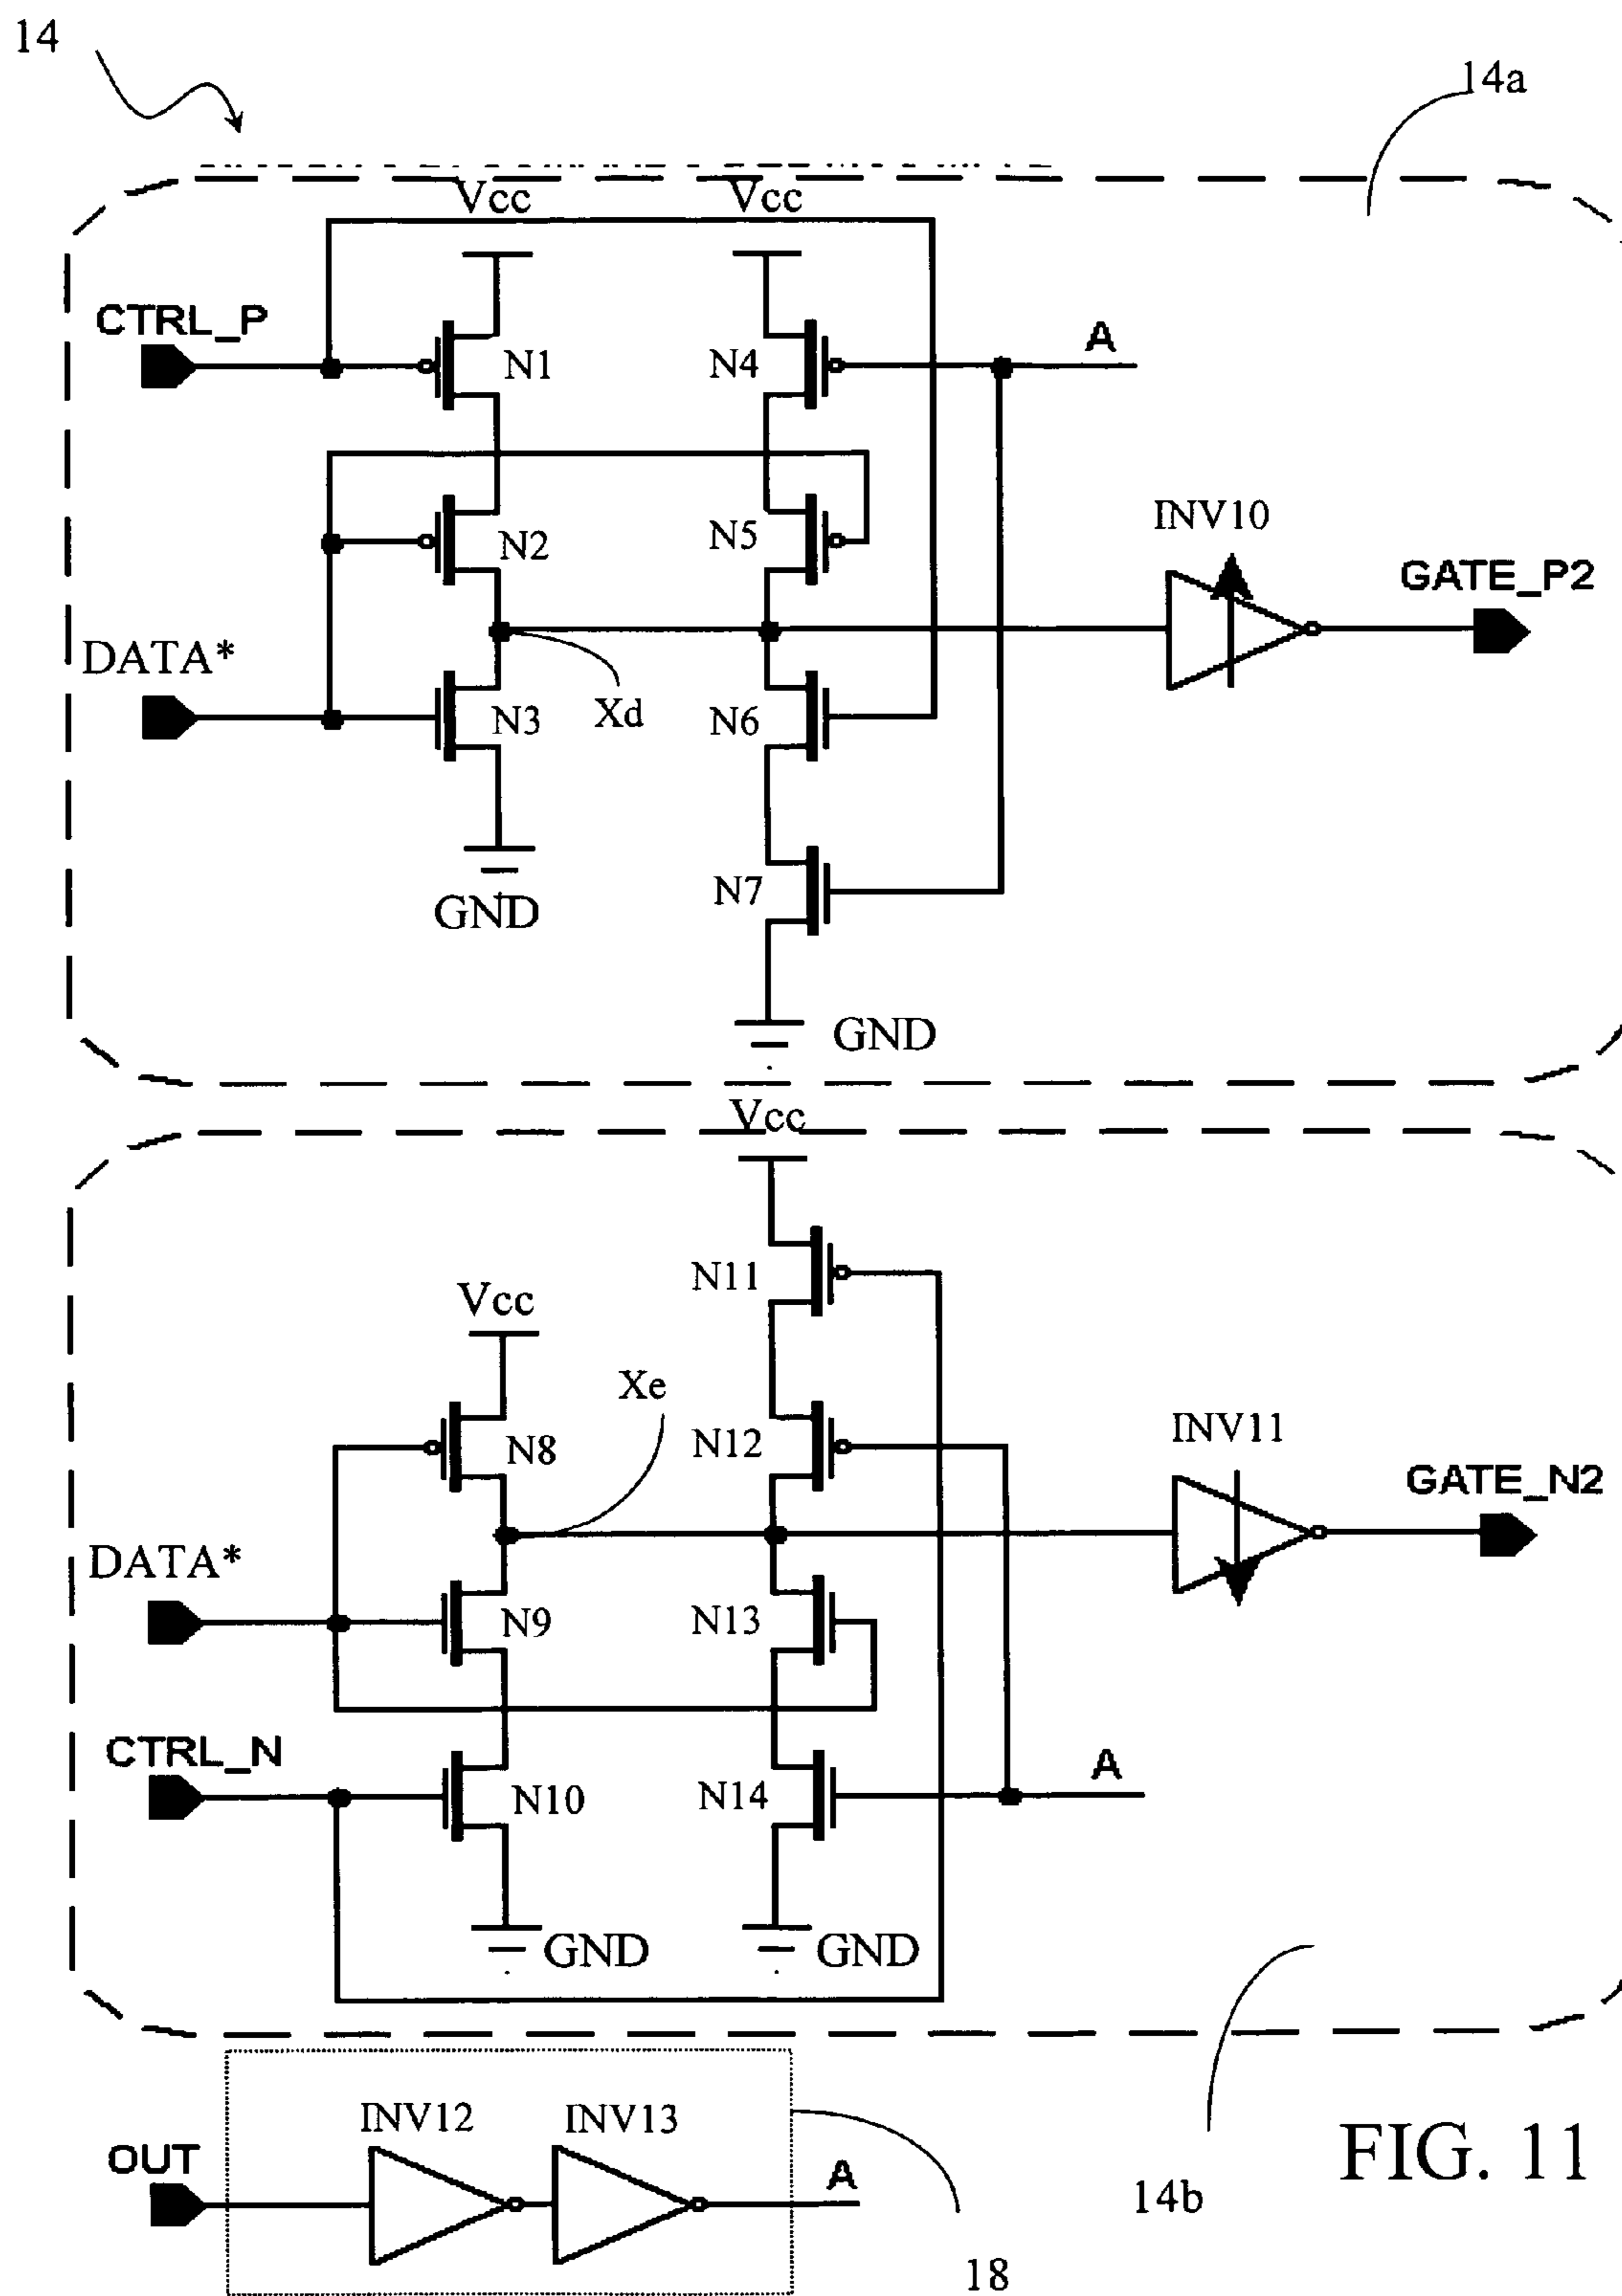 14
14a
Vcc
Vcc
CTRL_P
N1
N4
A
N2
N5
INV10
GATE_P2
DATA*
N3
Xd
N6
N7
GND
GND
Vcc
N11
Vcc
Xe
N8
N12
INV11
GATE_N2
DATA*
N9
N13
CTRL_N
N10
N14
A
GND
GND
INV12
INV13
OUT
A
FIG. 11
14b
18